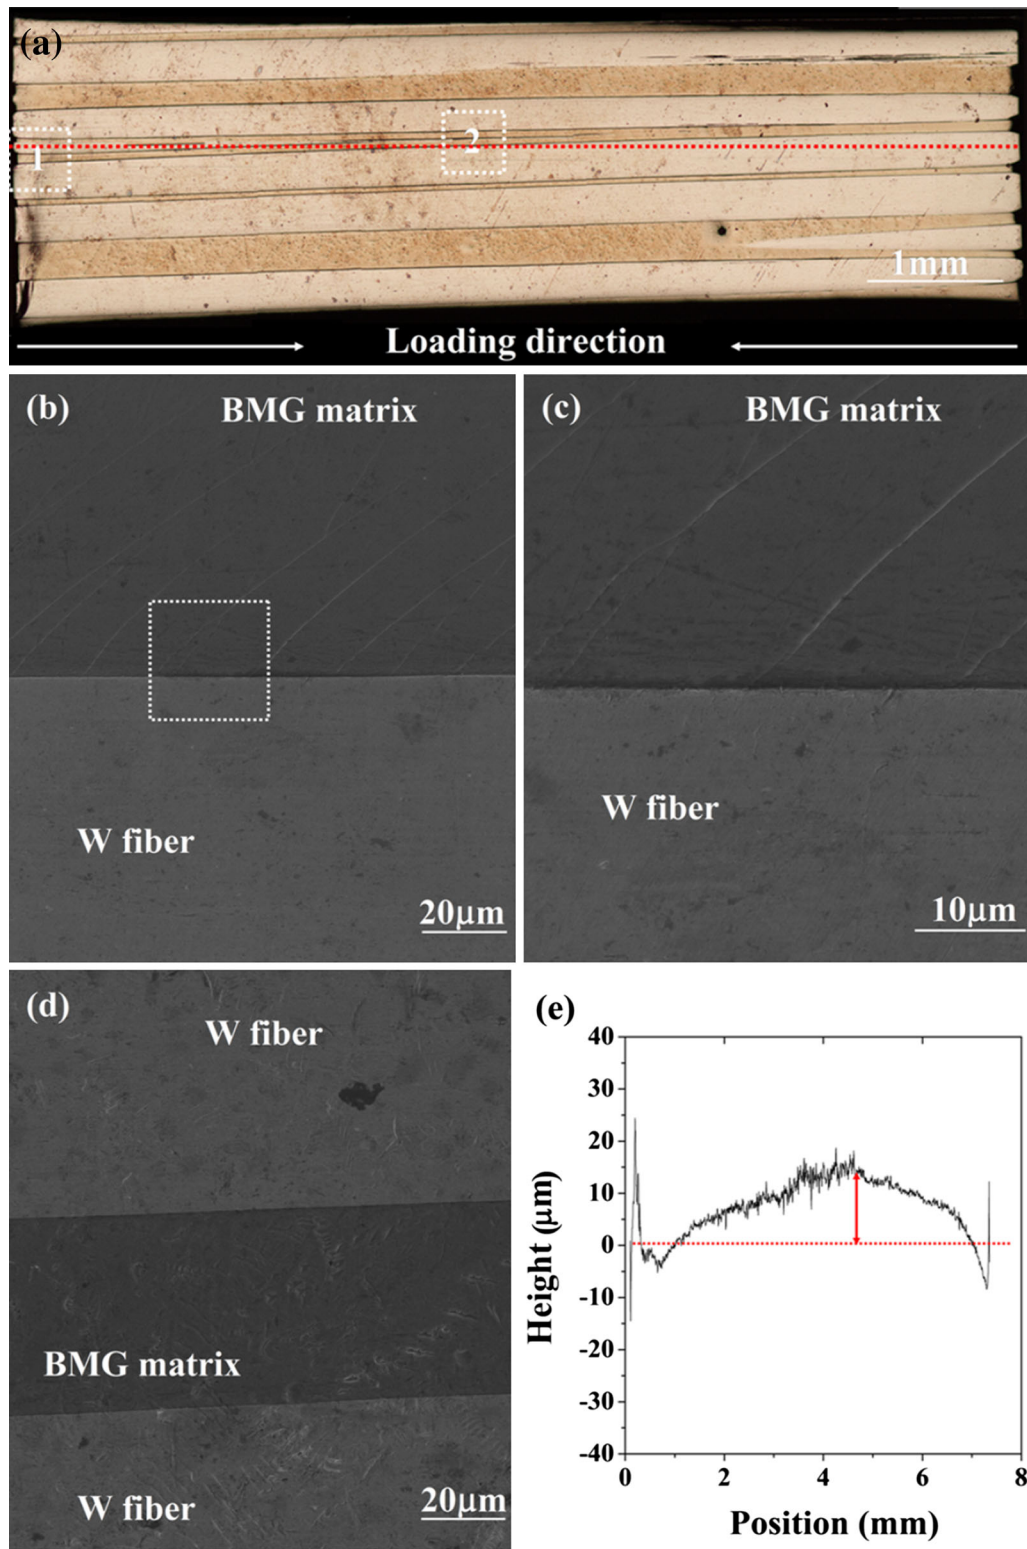 (a)
1
2
1mm
Loading direction
(b)
BMG matrix
W fiber
20µm
(c)
BMG matrix
W fiber
10µm
(d)
W fiber
BMG matrix
W fiber
20µm
(e)
40
30
20
10
0
-10
-20
-30
-40
Height (µm)
0 2 4 6 8
Position (mm)